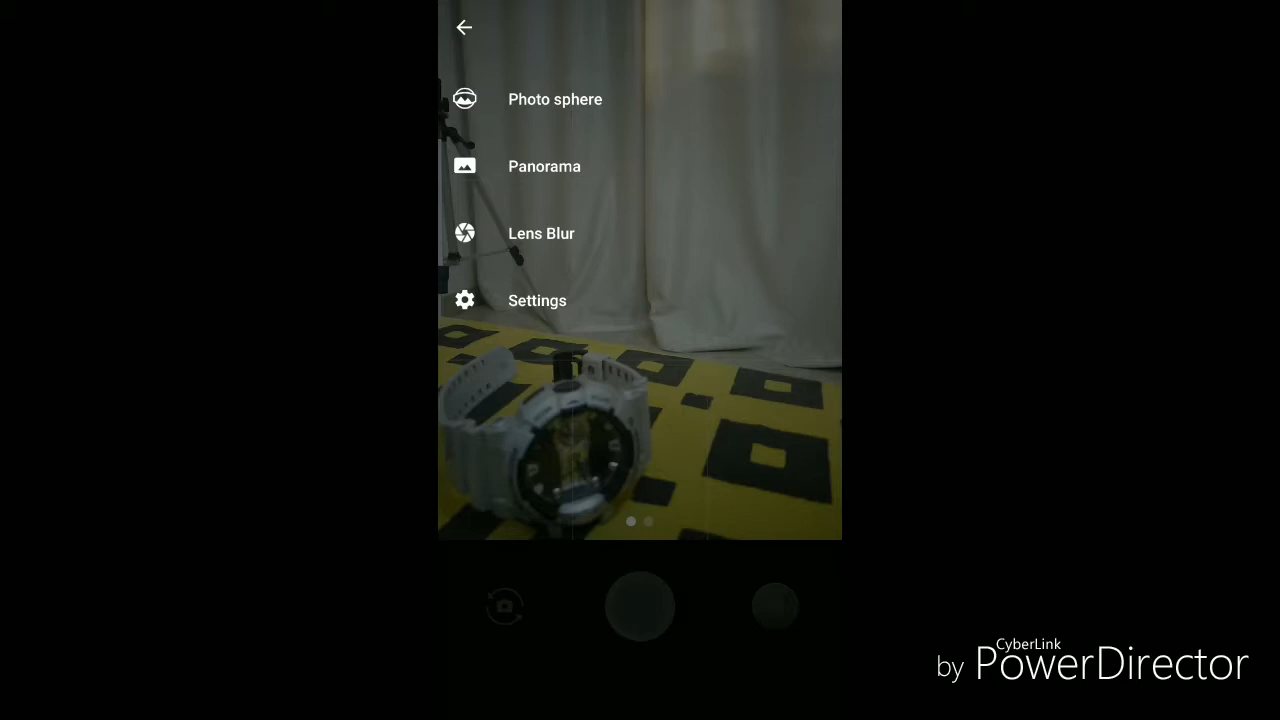 Photo sphere
Panorama
Lens Blur
Settings
CyberLink
by PowerDirector